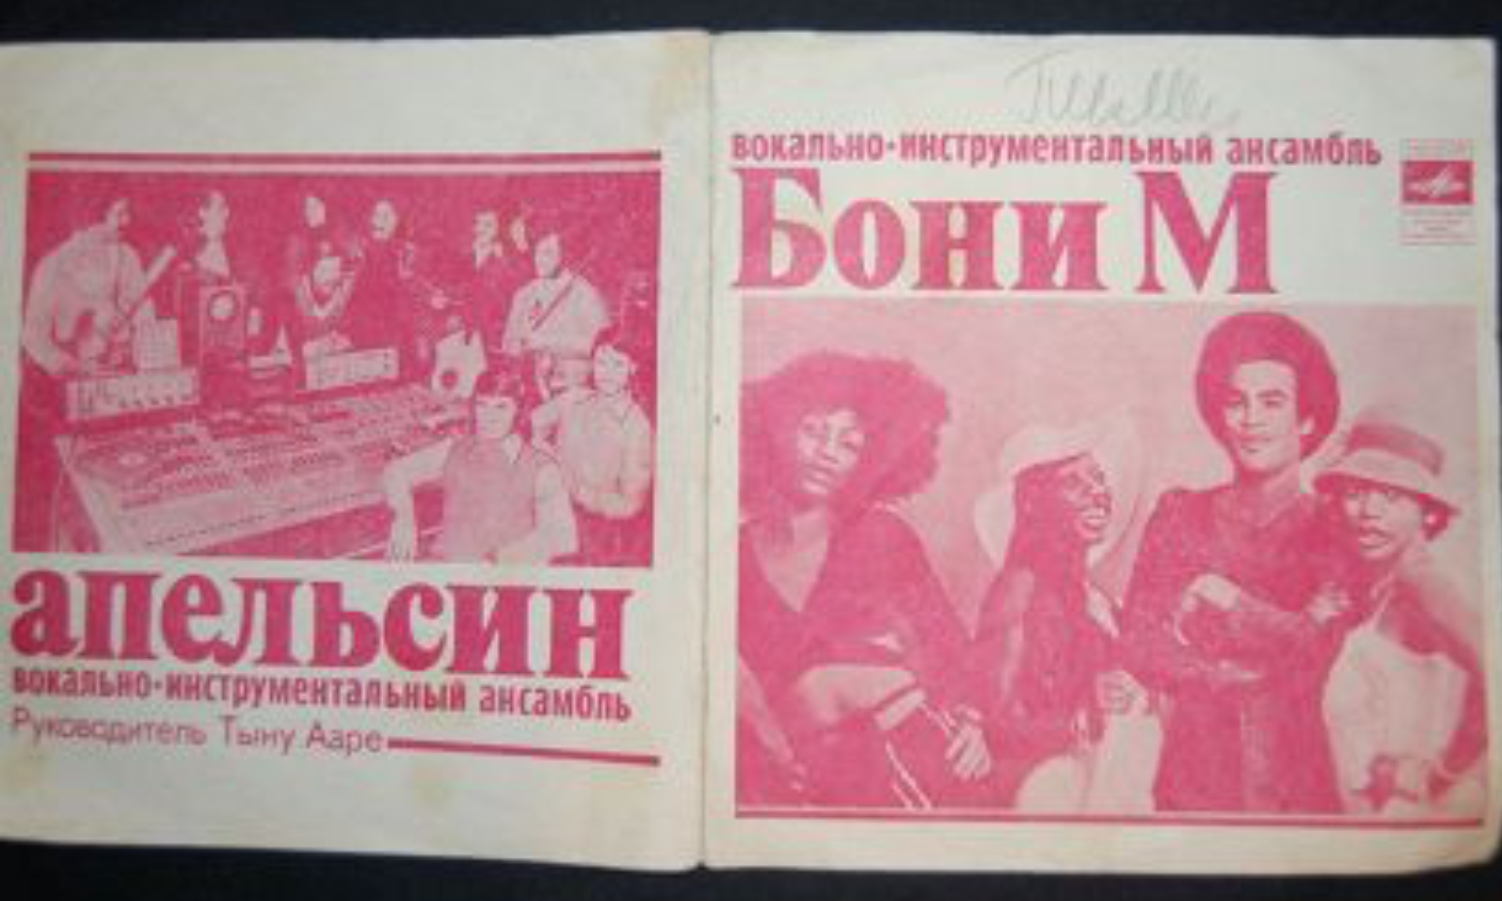 апельсин
вокально-инструментальный ансамбль
Руководитель Тыну Ааре
вокально-инструментальный ансамбль
Бони М